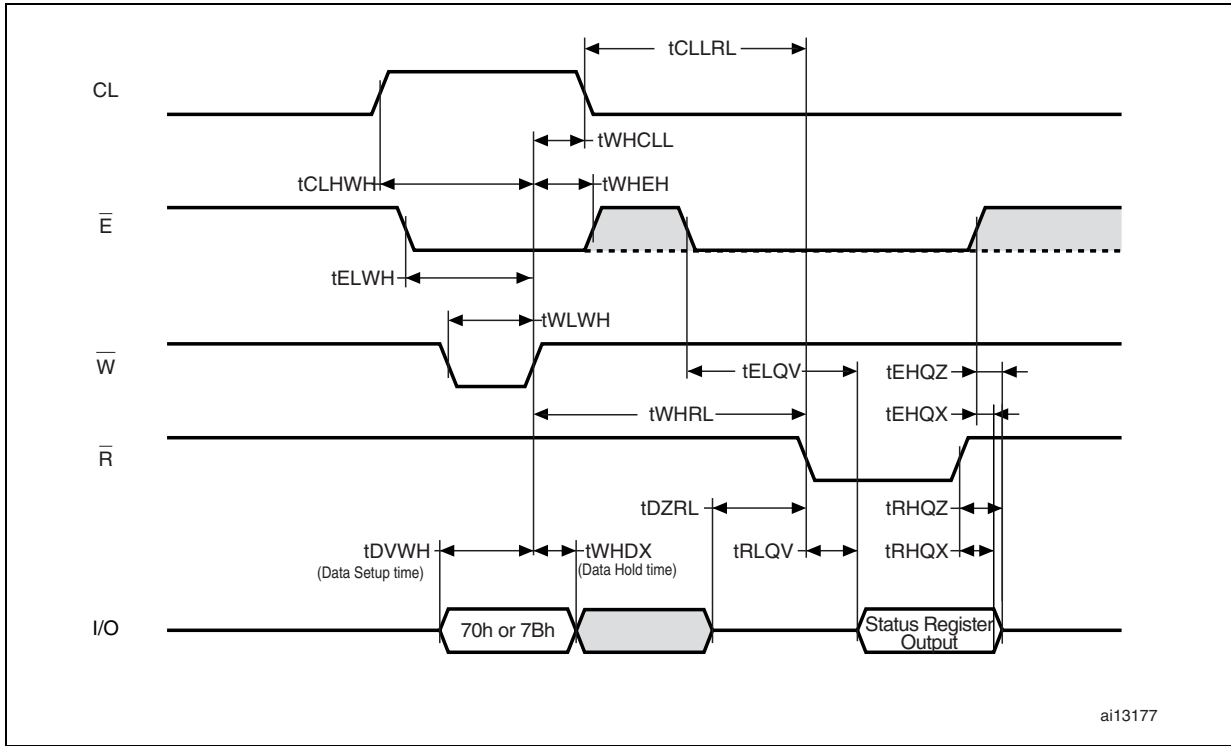 tCLLRL
CL
tWHCLL
tCLHWH
tWHEH
E
tELWH
tWLWH
W
tELQV
tEHQZ
tWHRL
tEHQX
R
tDZRL
tRHQZ
tDVWH
(Data Setup time)
tWHDX
(Data Hold time)
tRLQV
tRHQX
I/O
70h or 7Bh
Status Register
Output
ai13177